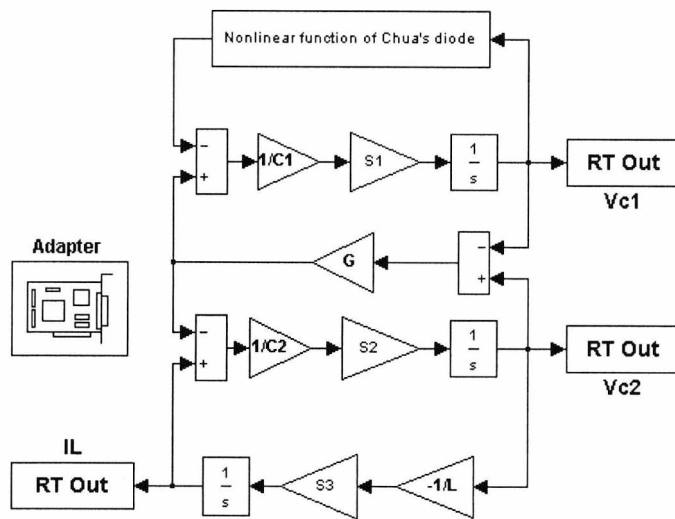 Nonlinear function of Chua's diode
−
+
1/C1
S1
1
s
RT Out
Vc1
Adapter
G
−
+
−
+
1/C2
S2
1
s
RT Out
Vc2
IL
RT Out
1
s
S3
-1/L